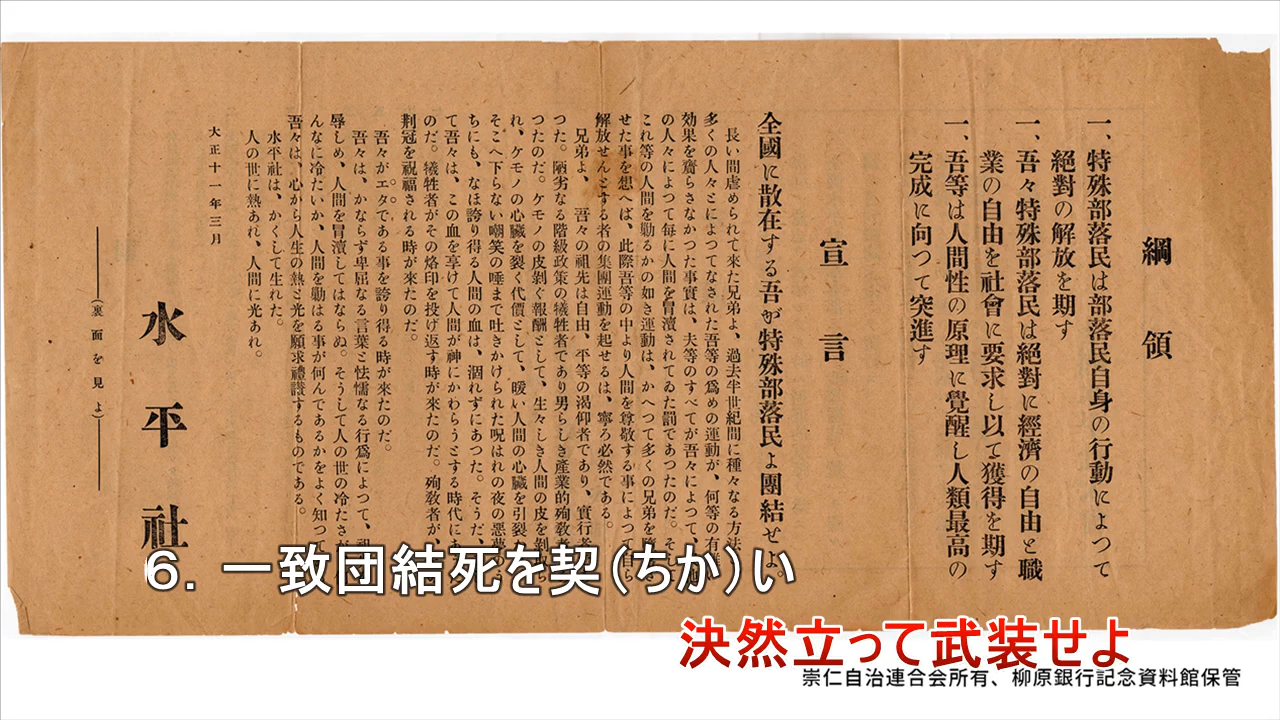 綱領
一、特殊部落民は部落民自身の行動によつて
絶對の解放を期す
一、吾々特殊部落民は絶對に經濟の自由と職
業の自由を社會に要求し以て獲得を期す
一、吾等は人間性の原理に覺醒し人類最高の
完成に向つて突進す
宣言
全國に散在する吾が特殊部落民よ團結せよ。
長い間虐められて來た兄弟よ、過去半世紀間に種々なる方法
多くの人々とによつてなされた吾等の爲めの運動が、何等の有難い
効果を齎らさなかつた事實は、夫等のすべてが吾々によつて、
の人々によつて毎に人間を冒瀆されてゐた罰であつたのだ。そし
これ等の人間を勦るかの如き運動は、かへつて多くの兄弟を
せた事を想へば、此際吾等の中より人間を尊敬する事によつて自ら
解放せんとする者の集團運動を起せるは、寧ろ必然である。
兄弟よ、吾々の祖先は自由、平等の渇仰者であり、實行者
つた。陋劣なる階級政策の犧牲者であり男らしき産業的殉敎者
つたのだ。ケモノの皮剝ぐ報酬として、生々しき人間の皮を剝
れ、ケモノの心臓を裂く代價として、暖い人間の心臓を引裂か
そこへ下らない嘲笑の唾まで吐きかけられた呪はれの夜の惡夢の
ちにも、なほ誇り得る人間の血は、涸れずにあつた。そうだ、
て吾々は、この血を享けて人間が神にかわらうとする時代にあ
のだ。犧牲者がその烙印を投げ返す時が來たのだ。殉敎者が、
荆冠を祝福される時が來たのだ。
吾々がエタである事を誇り得る時が來たのだ。
吾々は、かならず卑屈なる言葉と怯懦なる行爲によつて、祖
辱しめ、人間を冒瀆してはならぬ。そうして人の世の冷たさが
んなに冷たいか、人間を勦はる事が何んであるかをよく知つて
吾々は、心から人生の熱と光を願求禮讃するものである。
水平社は、かくして生れた。
人の世に熱あれ、人間に光あれ。
大正十一年三月
水平社
(裏面を見よ)
６．一致団結死を契（ちか）い
決然立って武装せよ
崇仁自治連合会所有、柳原銀行記念資料館保管